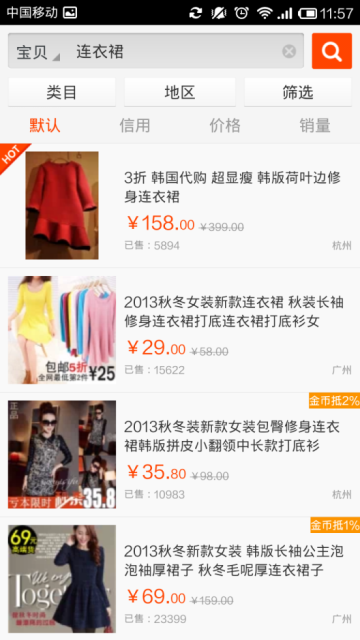 中国移动 11:57
宝贝 连衣裙
类目 地区 筛选
默认 信用 价格 销量
HOT
3折 韩国代购 超显瘦 韩版荷叶边修
身连衣裙
￥158.00 ￥399.00
已售：5894 杭州
2013秋冬女装新款连衣裙 秋装长袖
修身连衣裙打底连衣裙打底衫女
￥29.00 ￥58.00
已售：15622 广州
包邮5折
全网最低第2件 ¥25
金币抵2%
2013秋冬装新款女装包臀修身连衣
裙韩版拼皮小翻领中长款打底衫
￥35.80 ￥98.00
已售：10983 杭州
正品
亏本限时 35.8
金币抵1%
2013秋冬新款女装 韩版长袖公主泡
泡袖厚裙子 秋冬毛呢厚连衣裙子
￥69.00 ￥159.00
已售：23399 广州
69元
Together